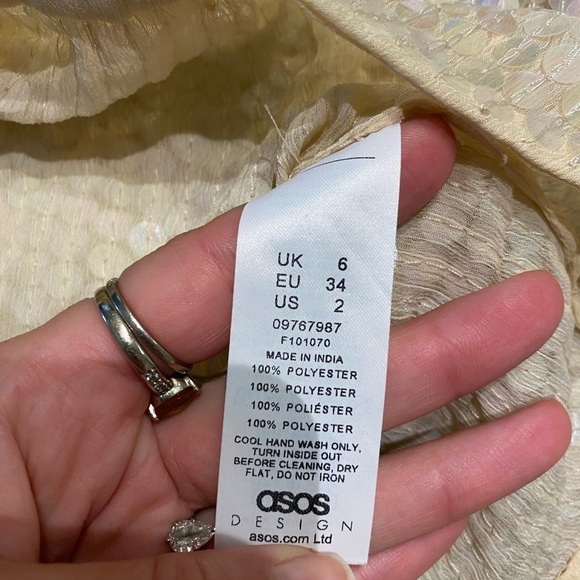 UK 6
EU 34
US 2
09767987
F101070
MADE IN INDIA
100% POLYESTER
100% POLYESTER
100% POLIÉSTER
100% POLYESTER
COOL HAND WASH ONLY,
TURN INSIDE OUT
BEFORE CLEANING, DRY
FLAT, DO NOT IRON
asos
DESIGN
asos.com Ltd